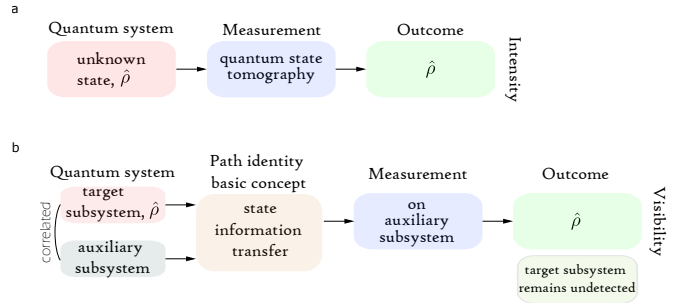 a
Quantum system
Measurement
Outcome
unknown
state, ρ̂
quantum state
tomography
ρ̂
Intensity
b
Quantum system
Path identity
basic concept
Measurement
Outcome
correlated
target
subsystem, ρ̂
auxiliary
subsystem
state
information
transfer
on
auxiliary
subsystem
ρ̂
Visibility
target subsystem
remains undetected